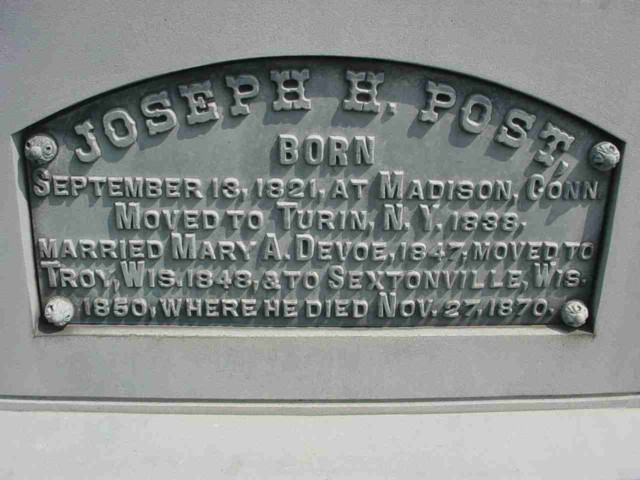 JOSEPH H. POST,
BORN
SEPTEMBER 13, 1821, AT MADISON, CONN.
MOVED TO TURIN, N.Y. 1838,
MARRIED MARY A. DEVOE, 1847, MOVED TO
TROY, WIS. 1848, & TO SEXTONVILLE, WIS.
1850, WHERE HE DIED NOV. 27, 1870,